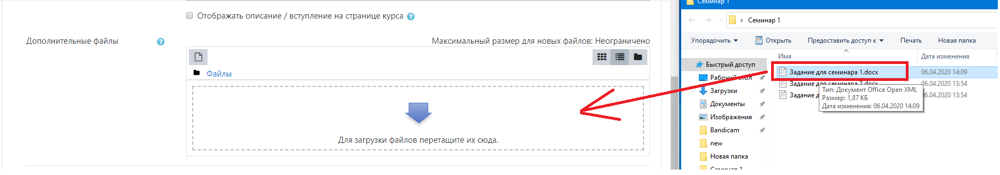 Отображать описание / вступление на странице курса
Дополнительные файлы
Максимальный размер для новых файлов: Неограничено
Файлы
Для загрузки файлов перетащите их сюда.
Семинар 1
Семинар 1
Упорядочить
Открыть
Предоставить доступ к
Печать
Новая папка
Имя
Дата изменения
Быстрый доступ
Рабочий стол
Загрузки
Документы
Изображения
Bandicam
new
Новая папка
Семинар 1
Задание для семинара 1.docx
06.04.2020 14:09
Задание для семинара 2.docx
06.04.2020 13:54
Задание
06.04.2020 13:54
Тип: Документ Office Open XML
Размер: 1,87 КБ
Дата изменения: 06.04.2020 14:09